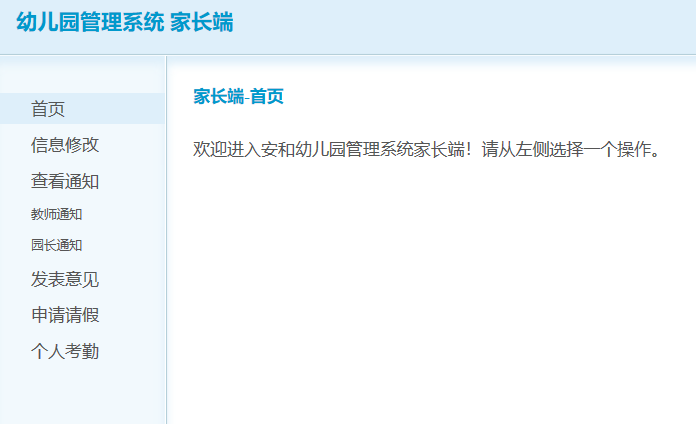 幼儿园管理系统 家长端
首页
信息修改
查看通知
教师通知
园长通知
发表意见
申请请假
个人考勤
家长端-首页
欢迎进入安和幼儿园管理系统家长端！请从左侧选择一个操作。